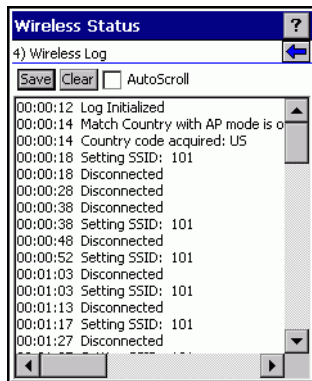 Wireless Status ?
4) Wireless Log
Save Clear AutoScroll
00:00:12 Log Initialized
00:00:14 Match Country with AP mode is o
00:00:14 Country code acquired: US
00:00:18 Setting SSID: 101
00:00:18 Disconnected
00:00:28 Disconnected
00:00:38 Disconnected
00:00:38 Setting SSID: 101
00:00:48 Disconnected
00:00:52 Setting SSID: 101
00:01:03 Disconnected
00:01:03 Setting SSID: 101
00:01:13 Disconnected
00:01:17 Setting SSID: 101
00:01:27 Disconnected